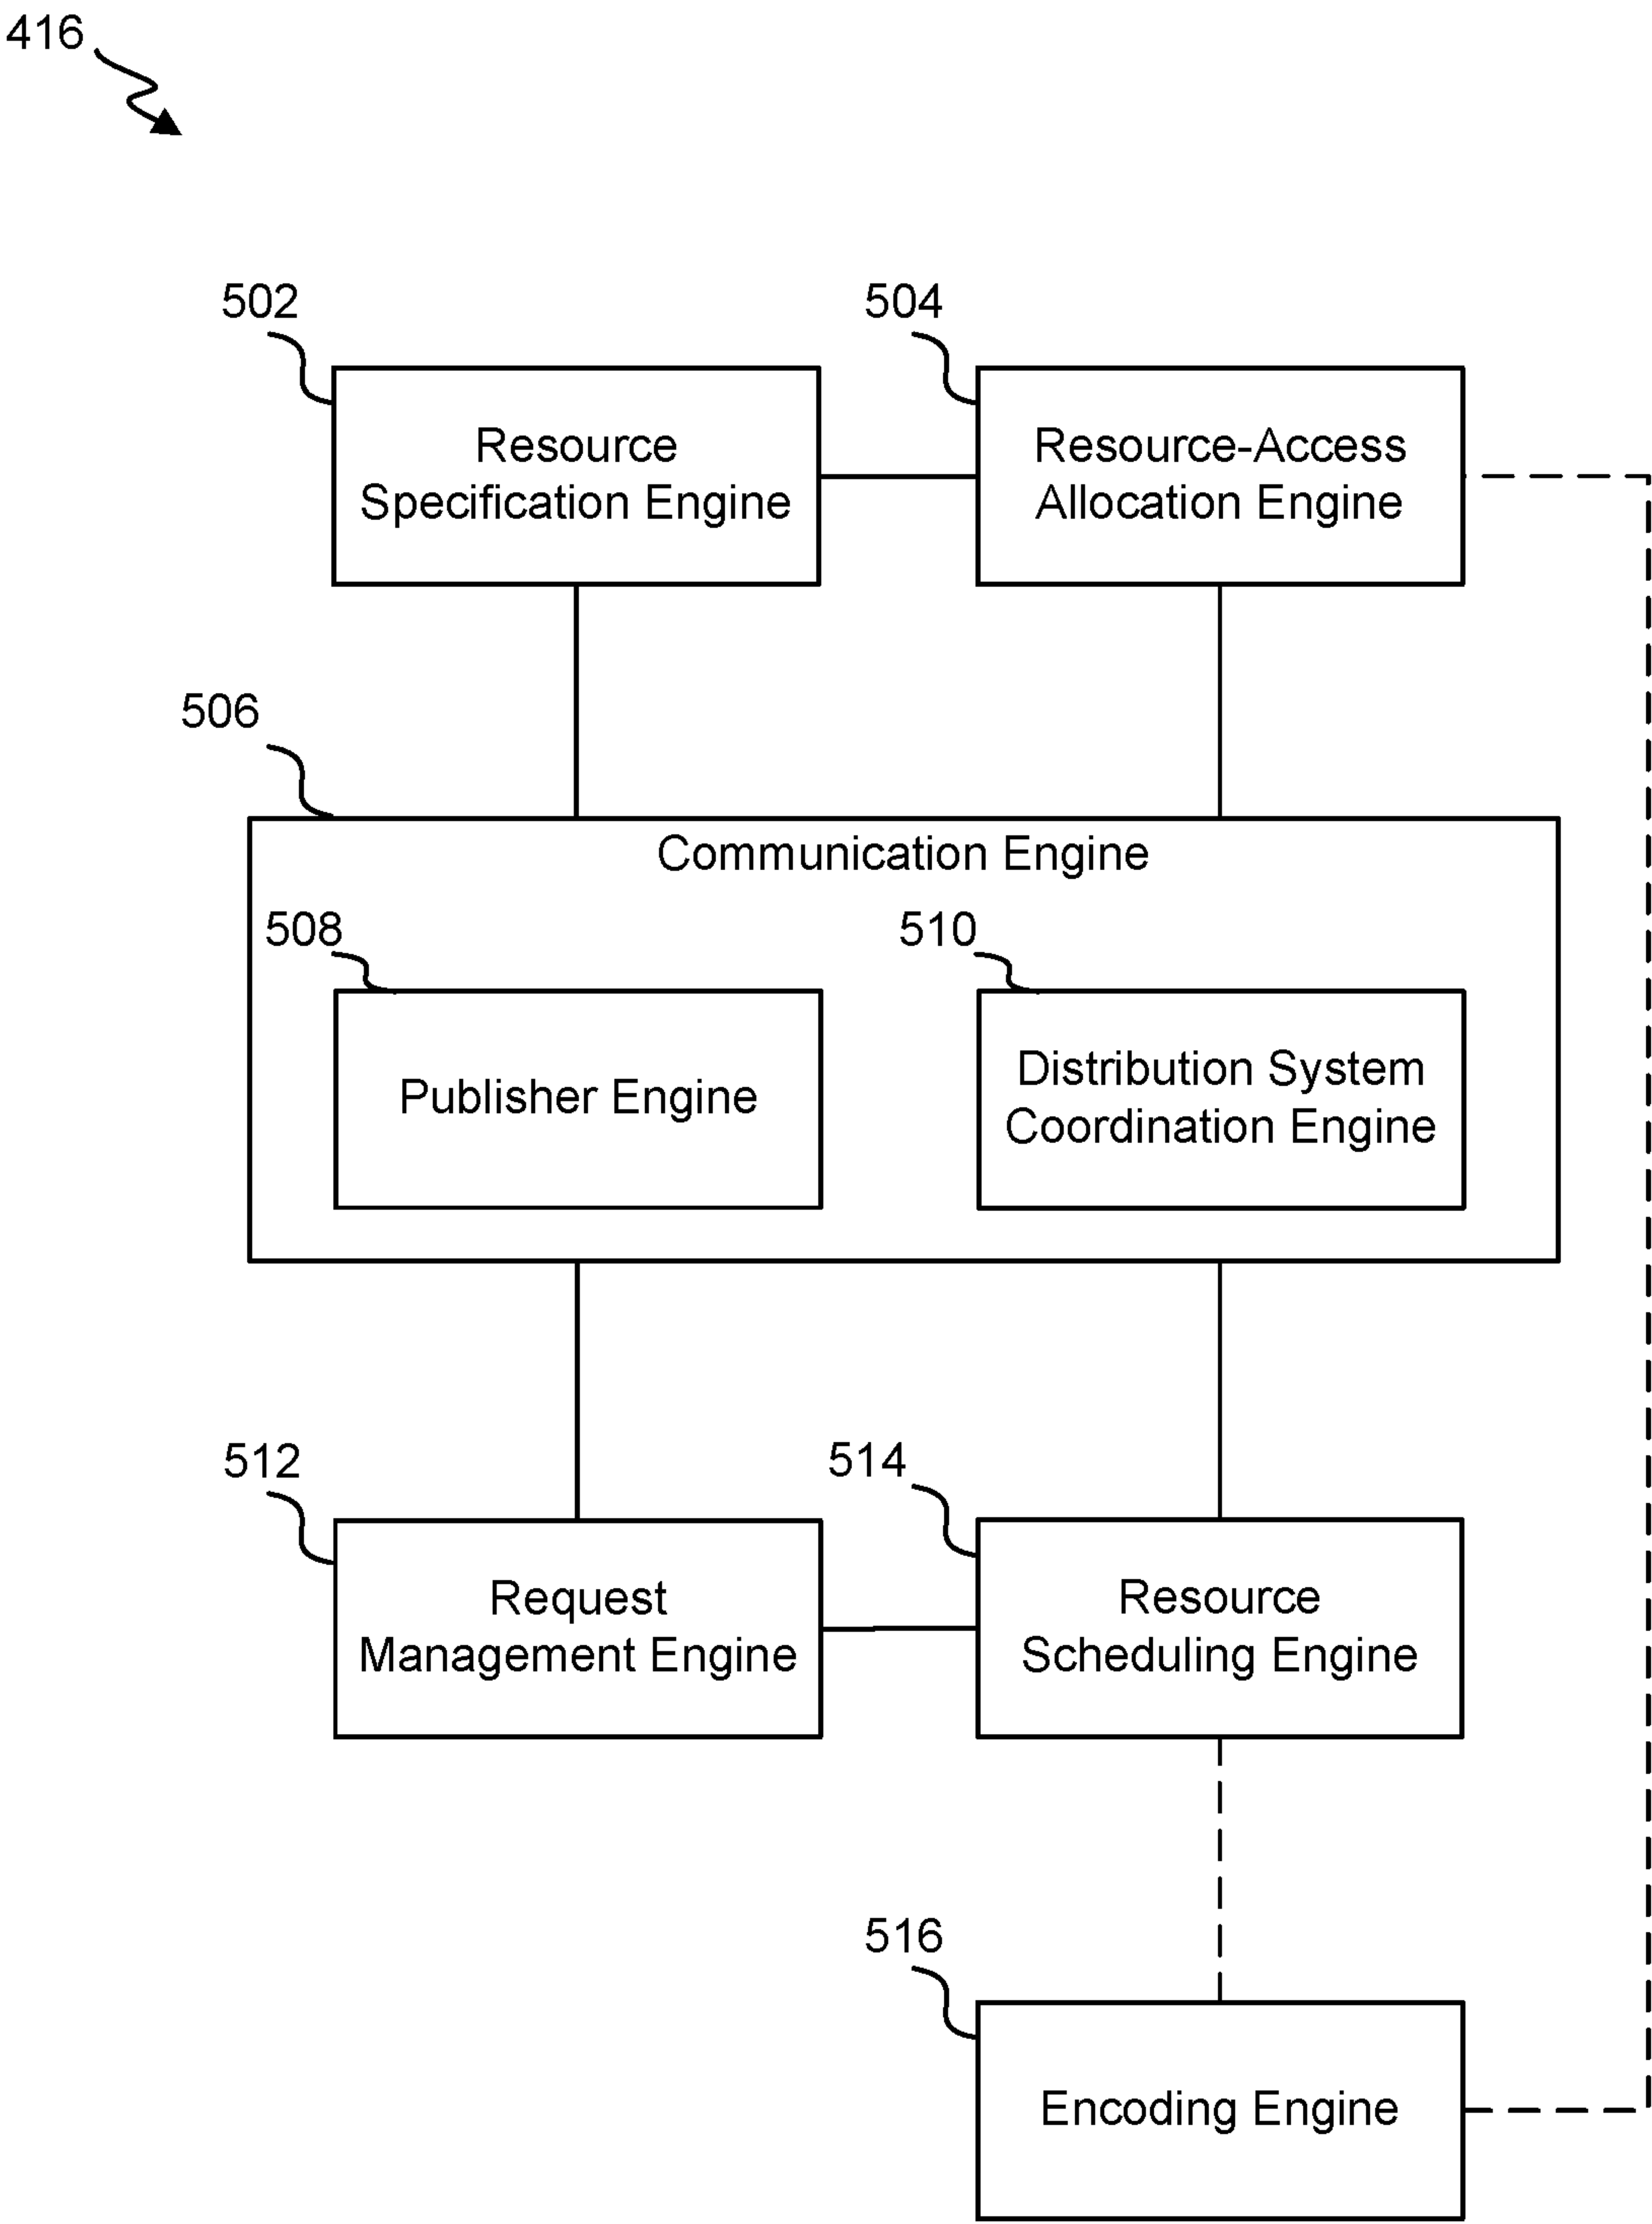 416
502
504
Resource
Specification Engine
Resource-Access
Allocation Engine
506
Communication Engine
508
510
Publisher Engine
Distribution System
Coordination Engine
512
514
Request
Management Engine
Resource
Scheduling Engine
516
Encoding Engine